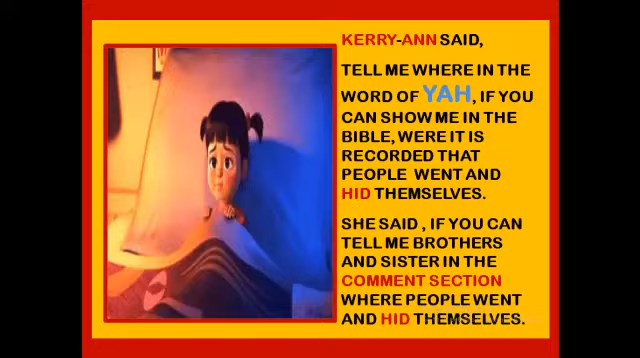 KERRY-ANN SAID,
TELL ME WHERE IN THE
WORD OF YAH, IF YOU
CAN SHOW ME IN THE
BIBLE, WERE IT IS
RECORDED THAT
PEOPLE WENT AND
HID THEMSELVES.
SHE SAID , IF YOU CAN
TELL ME BROTHERS
AND SISTER IN THE
COMMENT SECTION
WHERE PEOPLE WENT
AND HID THEMSELVES.